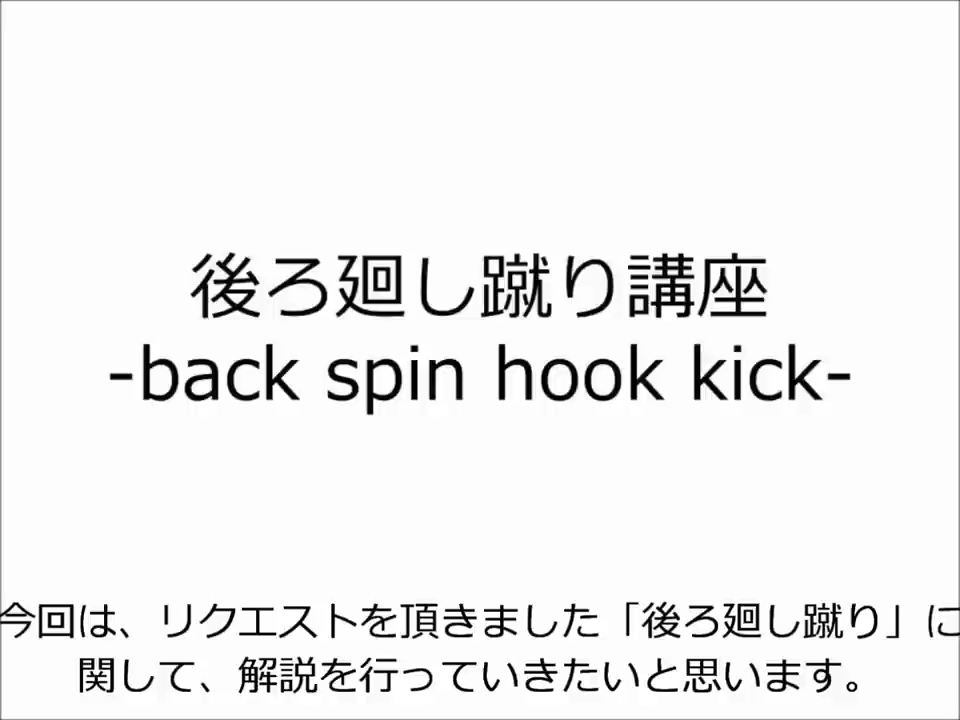 後ろ廻し蹴り講座
-back spin hook kick-
今回は、リクエストを頂きました「後ろ廻し蹴り」に
関して、解説を行っていきたいと思います。